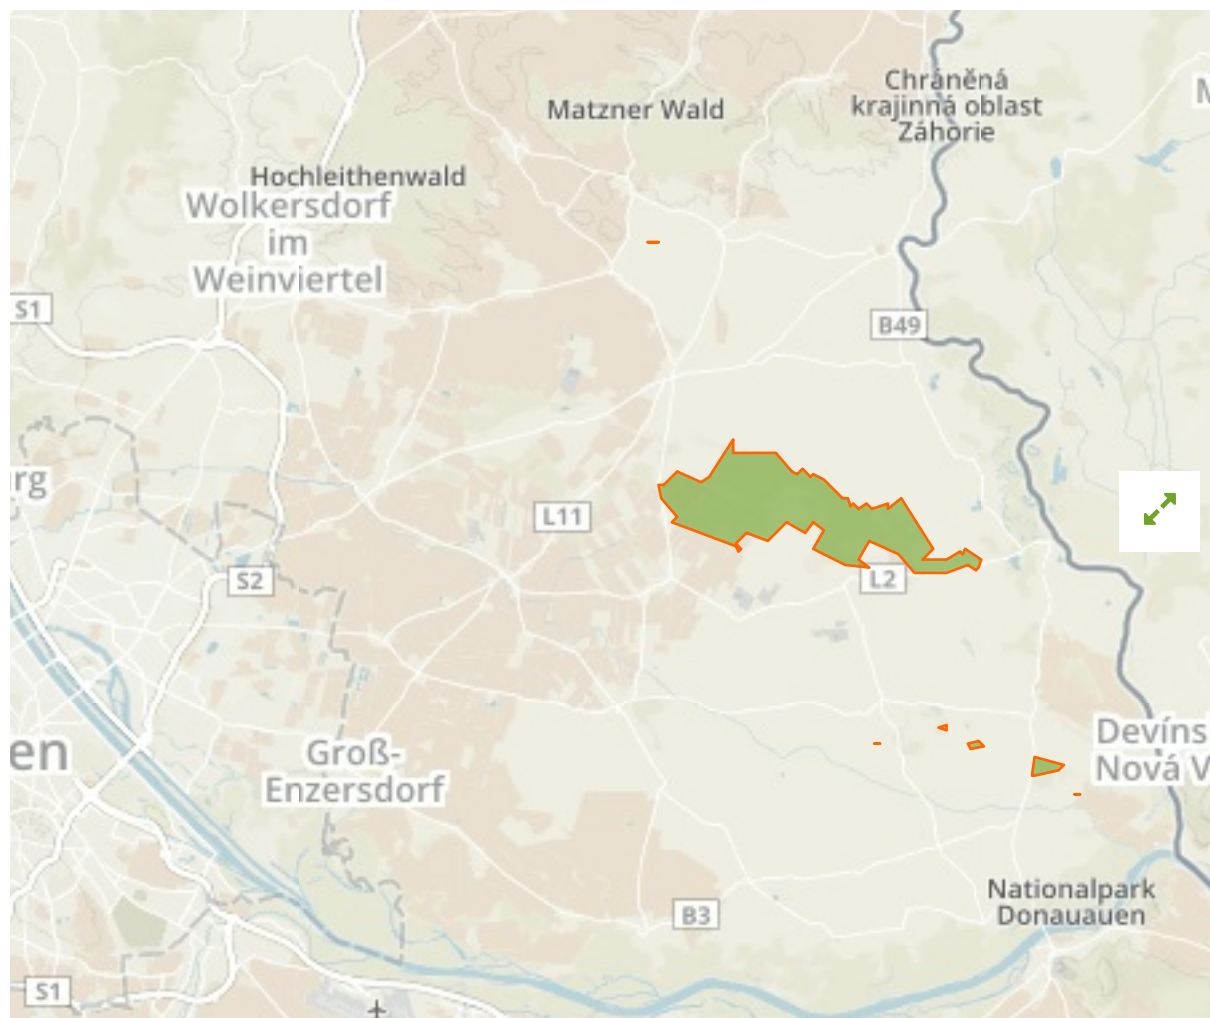 Chráněná
krajinná oblast
Záhorie
M
Matzner Wald
Hochleithenwald
Wolkersdorf
im
Weinviertel
S1
B49
rg
L11
S2
L2
Devíns
Nová V
en
Groß-
Enzersdorf
Nationalpark
Donauauen
B3
S1